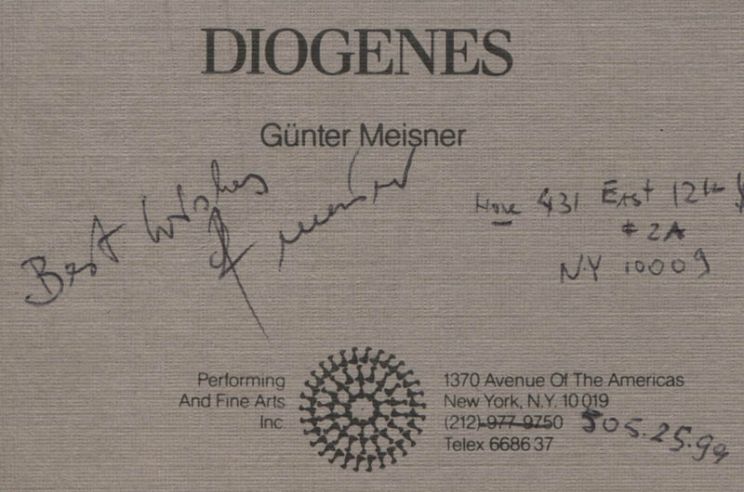 DIOGENES
Günter Meisner
Best Wishes
431 East 12th
# 2A
NY 10009
Performing
And Fine Arts
Inc.
1370 Avenue Of The Americas
New York, N.Y. 10019
(212) 977-9750 505.25.99
Telex 668637